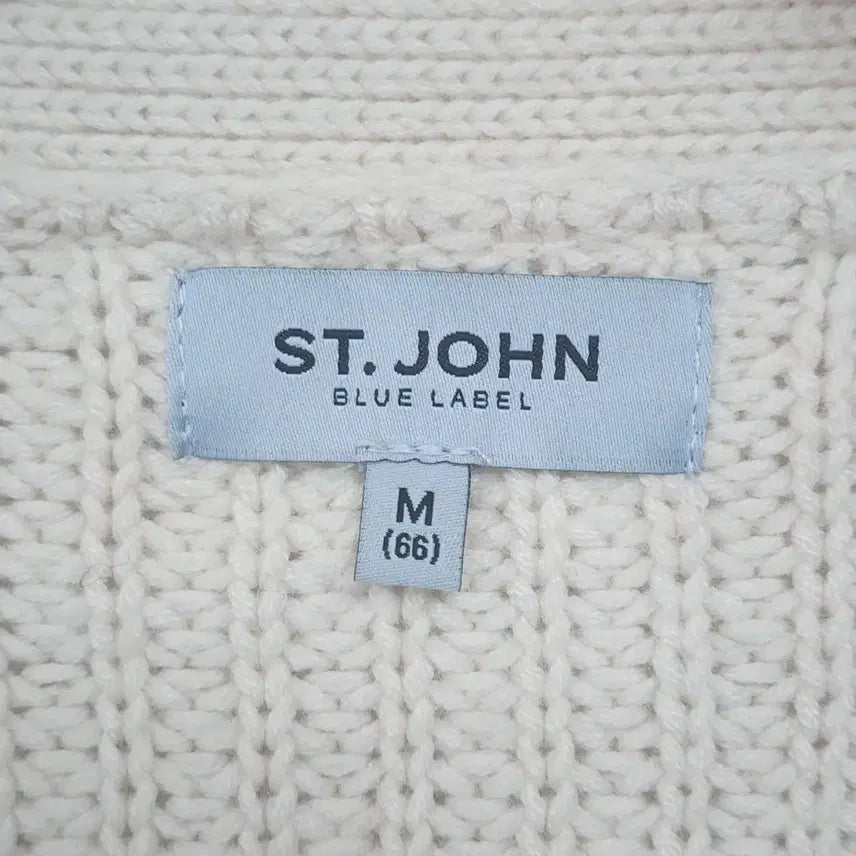 ST. JOHN
BLUE LABEL
M
(66)